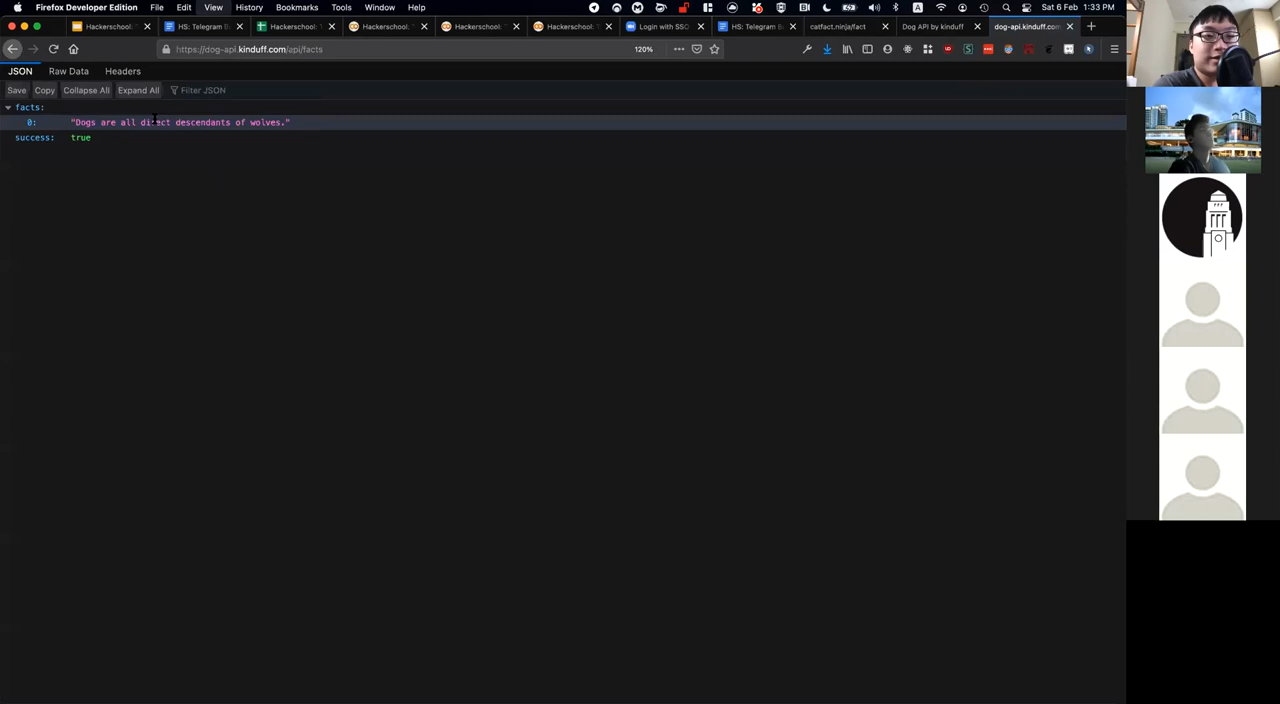 Firefox Developer Edition File Edit View History Bookmarks Tools Window Help Sat 6 Feb 1:33 PM
Hackerschool: HS: Telegram Hackerschool: Hackerschool: Hackerschool: Hackerschool: Login with SSO HS: Telegram catfact.ninja/fact Dog API by kinduff dog-api.kinduff.com
https://dog-api.kinduff.com/api/facts 120%
JSON Raw Data Headers
Save Copy Collapse All Expand All Filter JSON
facts:
0: "Dogs are all direct descendants of wolves."
success: true